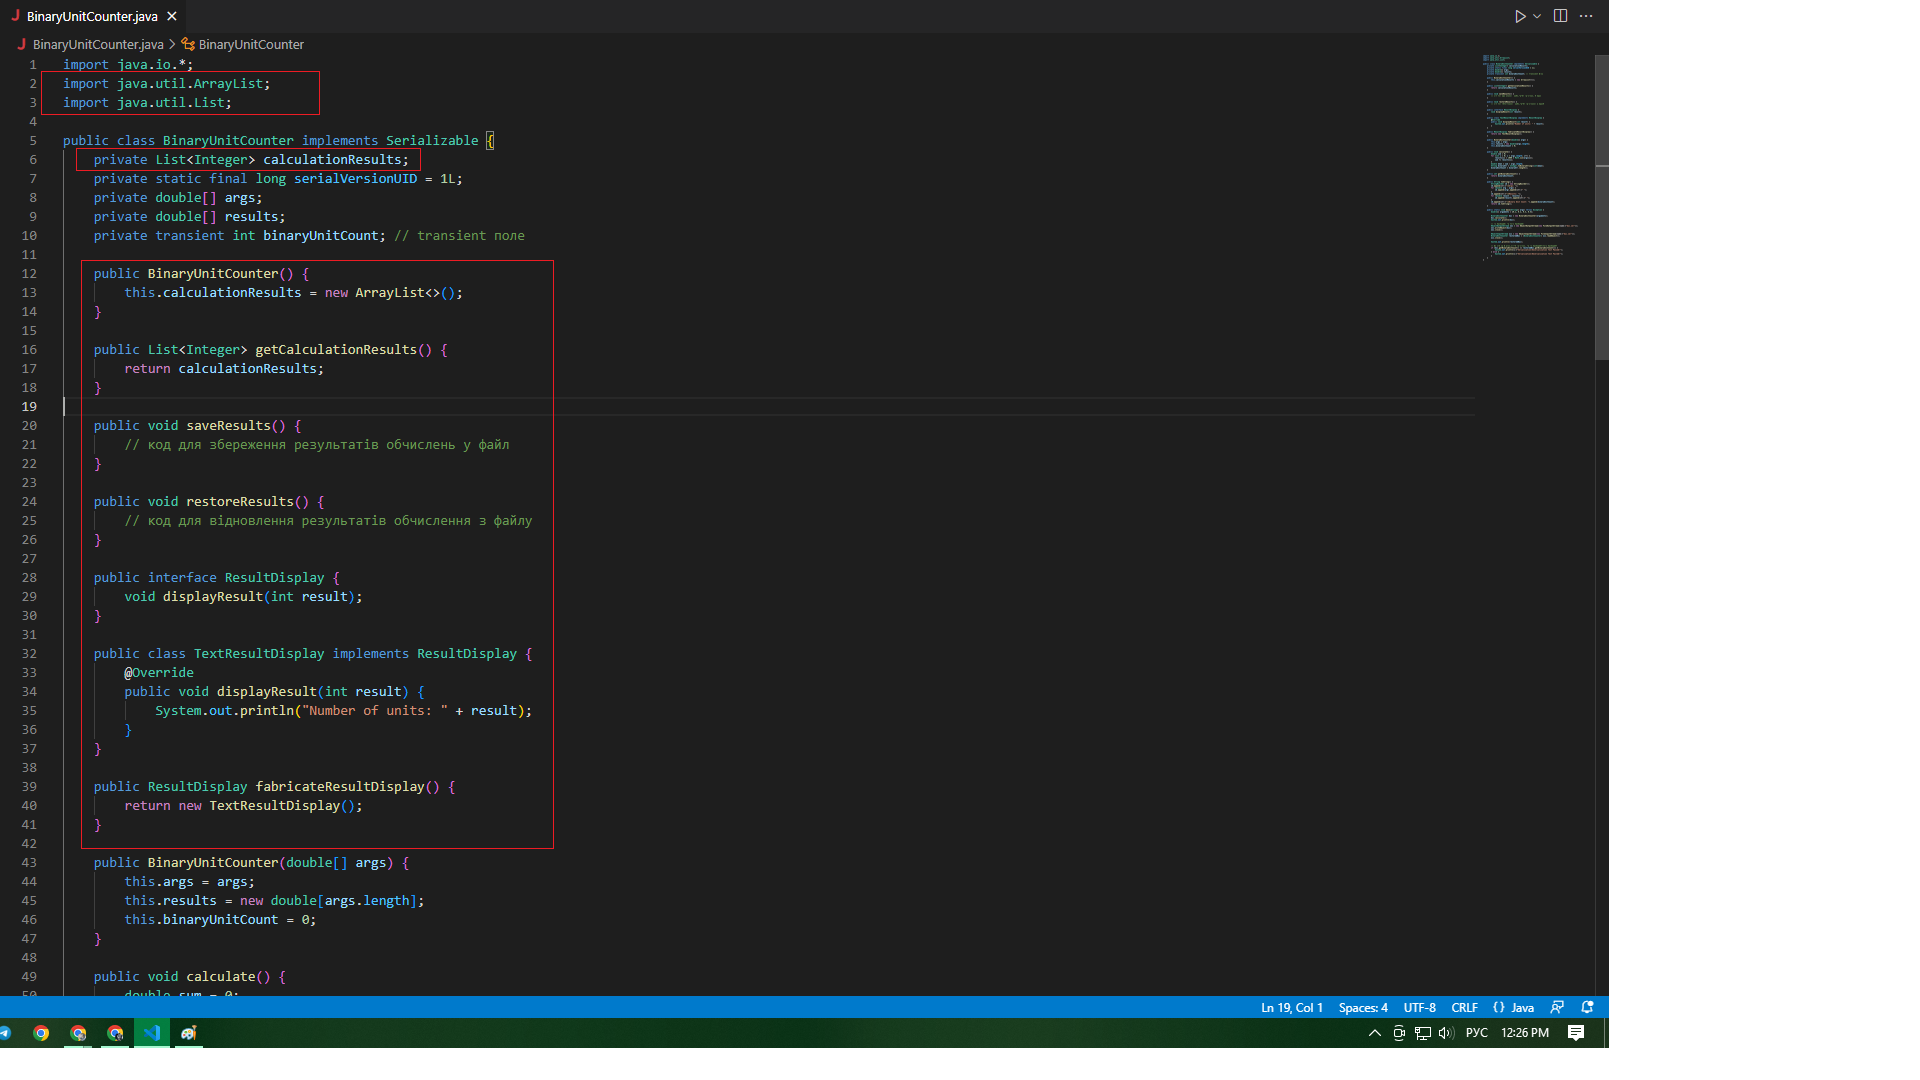 BinaryUnitCounter.java
BinaryUnitCounter.java > BinaryUnitCounter
1 import java.io.*;
2 import java.util.ArrayList;
3 import java.util.List;
4
5 public class BinaryUnitCounter implements Serializable {
6 private List<Integer> calculationResults;
7 private static final long serialVersionUID = 1L;
8 private double[] args;
9 private double[] results;
10 private transient int binaryUnitCount; // transient поле
11
12 public BinaryUnitCounter() {
13 this.calculationResults = new ArrayList<>();
14 }
15
16 public List<Integer> getCalculationResults() {
17 return calculationResults;
18 }
19
20 public void saveResults() {
21 // код для збереження результатів обчислень у файл
22 }
23
24 public void restoreResults() {
25 // код для відновлення результатів обчислення з файлу
26 }
27
28 public interface ResultDisplay {
29 void displayResult(int result);
30 }
31
32 public class TextResultDisplay implements ResultDisplay {
33 @Override
34 public void displayResult(int result) {
35 System.out.println("Number of units: " + result);
36 }
37 }
38
39 public ResultDisplay fabricateResultDisplay() {
40 return new TextResultDisplay();
41 }
42
43 public BinaryUnitCounter(double[] args) {
44 this.args = args;
45 this.results = new double[args.length];
46 this.binaryUnitCount = 0;
47 }
48
49 public void calculate() {
50 double sum = 0;
Ln 19, Col 1 Spaces: 4 UTF-8 CRLF {} Java
РУС 12:26 PM